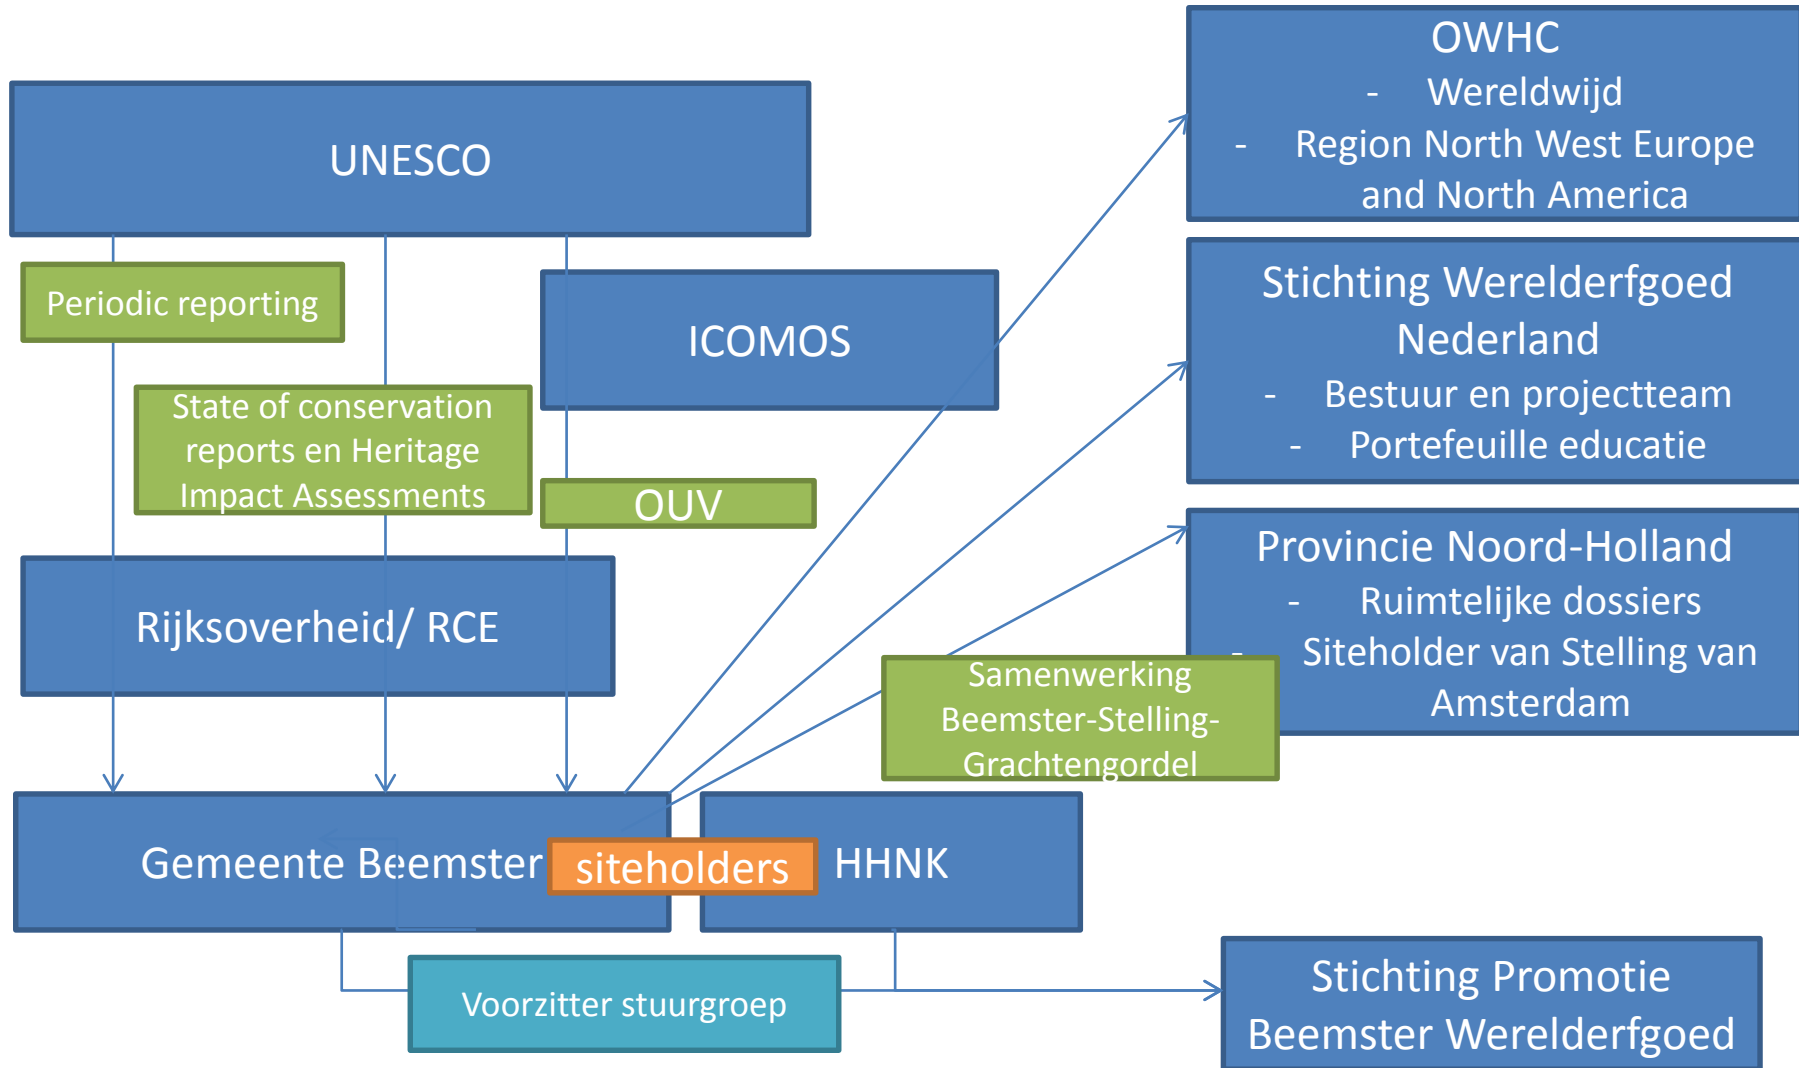 OWHC
- Wereldwijd
- Region North West Europe
and North America
UNESCO
Stichting Werelderfgoed
Nederland
- Bestuur en projectteam
- Portefeuille educatie
Periodic reporting
ICOMOS
State of conservation
reports en Heritage
Impact Assessments
OUV
Provincie Noord-Holland
- Ruimtelijke dossiers
- Siteholder van Stelling van
Amsterdam
Rijksoverheid/ RCE
Samenwerking
Beemster-Stelling-
Grachtengordel
Gemeente Beemster
siteholders
HHNK
Voorzitter stuurgroep
Stichting Promotie
Beemster Werelderfgoed